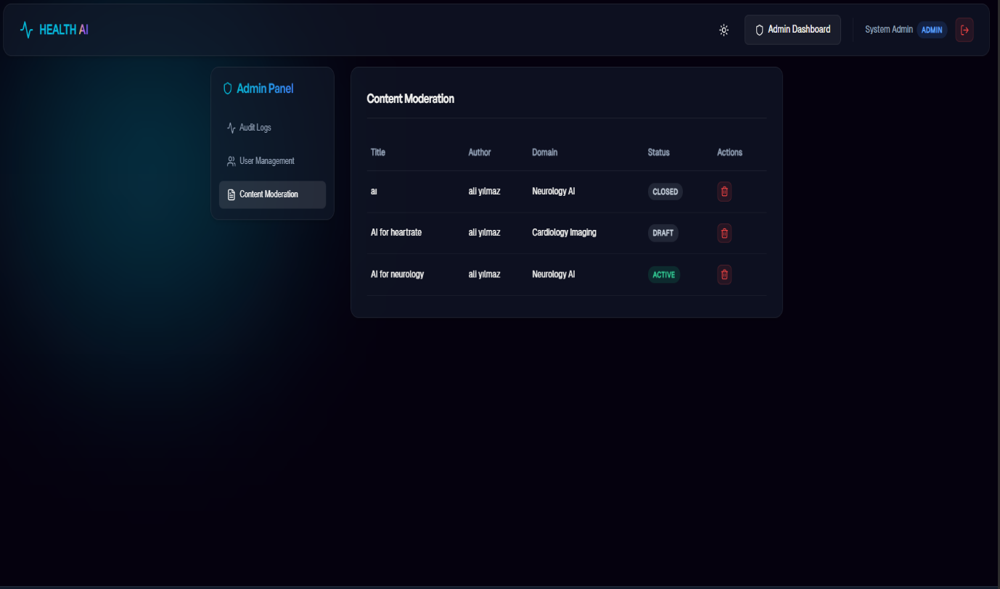 HEALTH AI
Admin Dashboard
System Admin ADMIN
Admin Panel
Audit Logs
User Management
Content Moderation
Content Moderation
Title Author Domain Status Actions
aı ali yılmaz Neurology AI CLOSED
AI for heartrate ali yılmaz Cardiology Imaging DRAFT
AI for neurology ali yılmaz Neurology AI ACTIVE